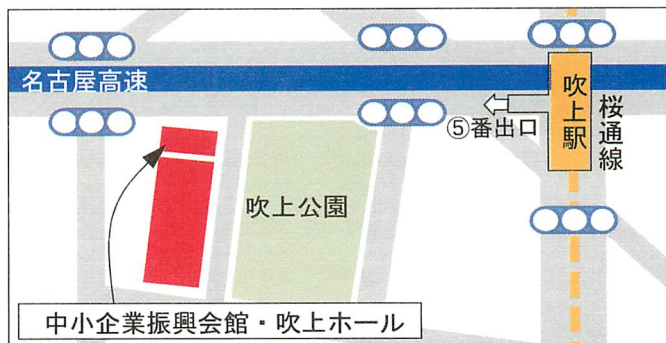 名古屋高速
吹上駅
桜通線
⑤番出口
吹上公園
中小企業振興会館・吹上ホール